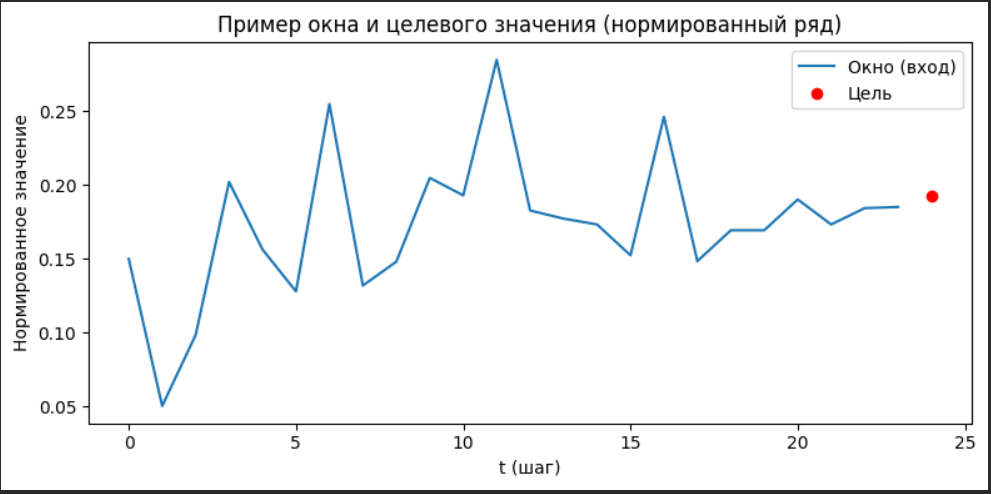 Пример окна и целевого значения (нормированный ряд)
Окно (вход)
Цель
Нормированное значение
0.25
0.20
0.15
0.10
0.05
0
5
10
15
20
25
t (шаг)